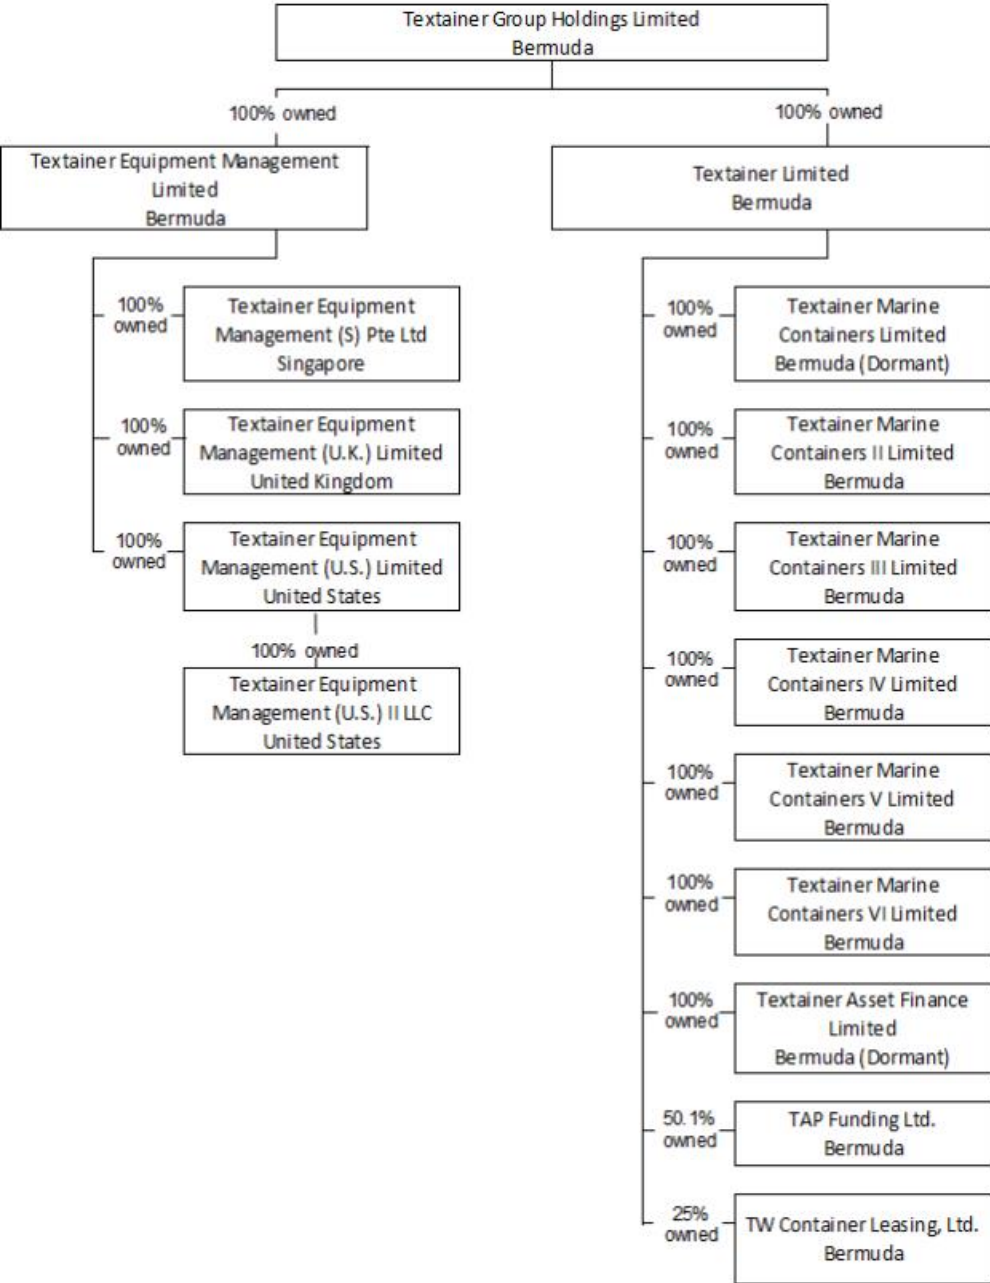 Textainer Group Holdings Limited
Bermuda
100% owned
100% owned
Textainer Equipment Management
Limited
Bermuda
Textainer Limited
Bermuda
100%
owned
Textainer Equipment
Management (S) Pte Ltd
Singapore
100%
owned
Textainer Equipment
Management (U.K.) Limited
United Kingdom
100%
owned
Textainer Equipment
Management (U.S.) Limited
United States
100% owned
Textainer Equipment
Management (U.S.) II LLC
United States
100%
owned
Textainer Marine
Containers Limited
Bermuda (Dormant)
100%
owned
Textainer Marine
Containers II Limited
Bermuda
100%
owned
Textainer Marine
Containers III Limited
Bermuda
100%
owned
Textainer Marine
Containers IV Limited
Bermuda
100%
owned
Textainer Marine
Containers V Limited
Bermuda
100%
owned
Textainer Marine
Containers VI Limited
Bermuda
100%
owned
Textainer Asset Finance
Limited
Bermuda (Dormant)
50.1%
owned
TAP Funding Ltd.
Bermuda
25%
owned
TW Container Leasing, Ltd.
Bermuda